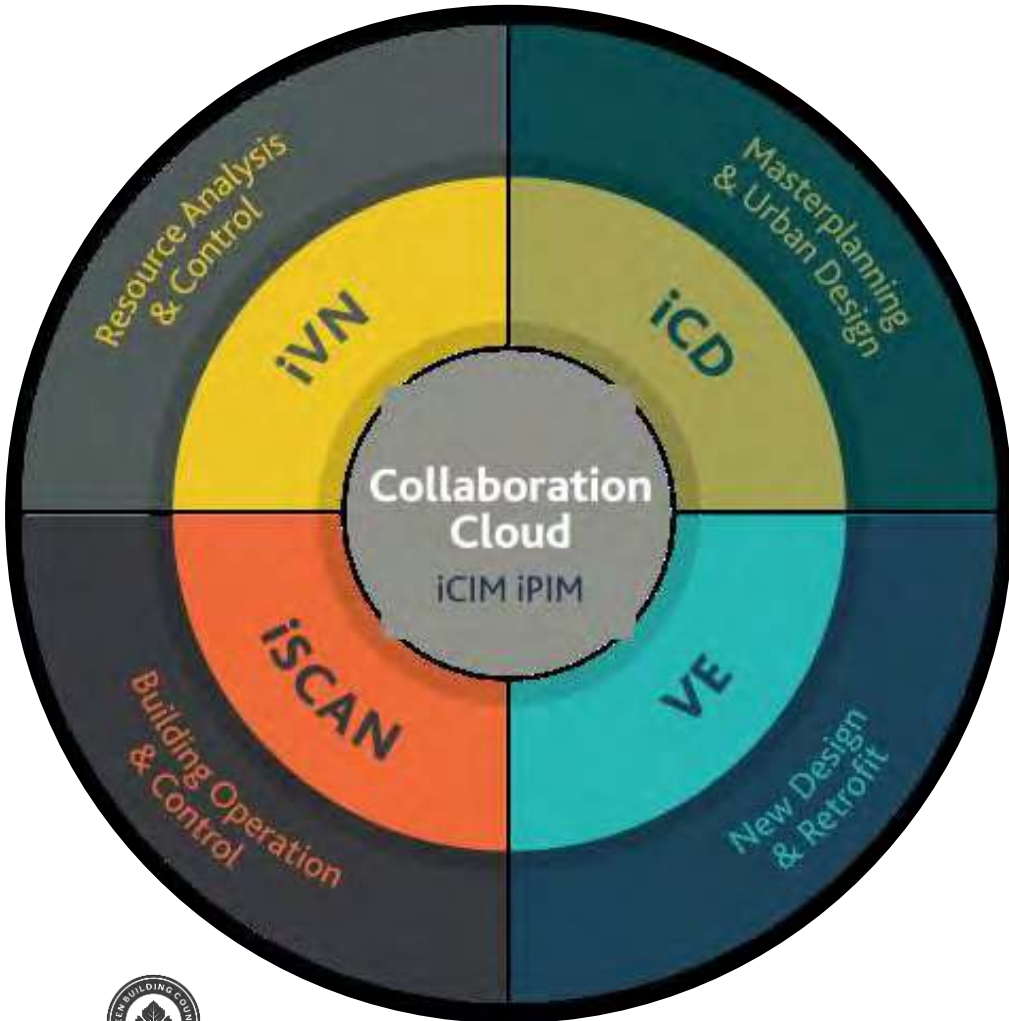 Resource Analysis
& Control
Masterplanning
& Urban Design
iVN
iCD
Collaboration
Cloud
iCIM iPIM
iSCAN
VE
Building Operation
& Control
New Design
& Retrofit
BUILDING